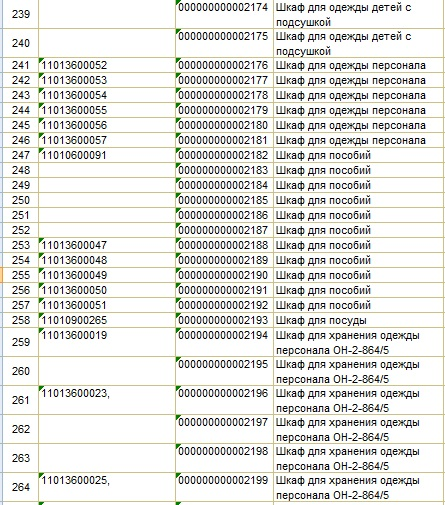 239 000000000002174 Шкаф для одежды детей с
подсушкой
240 000000000002175 Шкаф для одежды детей с
подсушкой
241 11013600052 000000000002176 Шкаф для одежды персонала
242 11013600053 000000000002177 Шкаф для одежды персонала
243 11013600054 000000000002178 Шкаф для одежды персонала
244 11013600055 000000000002179 Шкаф для одежды персонала
245 11013600056 000000000002180 Шкаф для одежды персонала
246 11013600057 000000000002181 Шкаф для одежды персонала
247 11010600091 000000000002182 Шкаф для пособий
248 000000000002183 Шкаф для пособий
249 000000000002184 Шкаф для пособий
250 000000000002185 Шкаф для пособий
251 000000000002186 Шкаф для пособий
252 000000000002187 Шкаф для пособий
253 11013600047 000000000002188 Шкаф для пособий
254 11013600048 000000000002189 Шкаф для пособий
255 11013600049 000000000002190 Шкаф для пособий
256 11013600050 000000000002191 Шкаф для пособий
257 11013600051 000000000002192 Шкаф для пособий
258 11010900265 000000000002193 Шкаф для посуды
259 11013600019 000000000002194 Шкаф для хранения одежды
персонала ОН-2-864/5
260 000000000002195 Шкаф для хранения одежды
персонала ОН-2-864/5
261 11013600023, 000000000002196 Шкаф для хранения одежды
персонала ОН-2-864/5
262 000000000002197 Шкаф для хранения одежды
персонала ОН-2-864/5
263 000000000002198 Шкаф для хранения одежды
персонала ОН-2-864/5
264 11013600025, 000000000002199 Шкаф для хранения одежды
персонала ОН-2-864/5